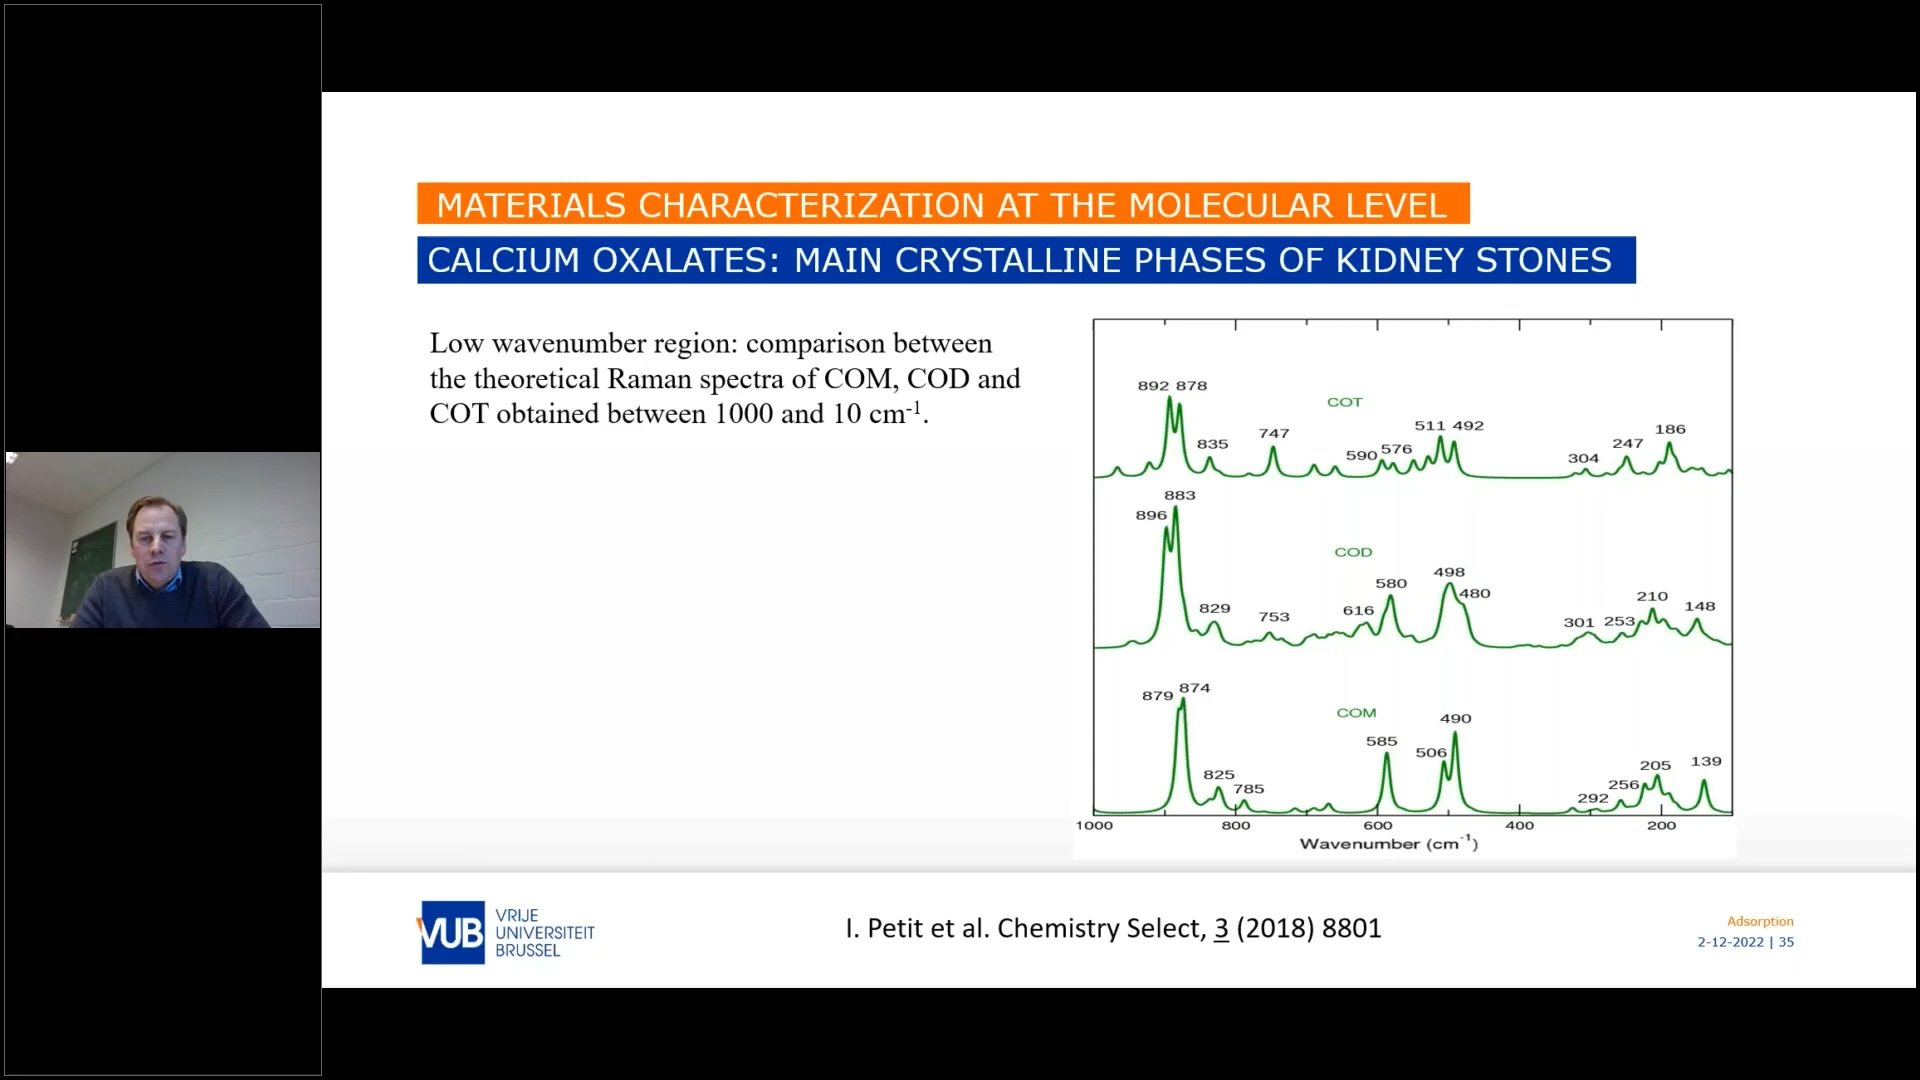 MATERIALS CHARACTERIZATION AT THE MOLECULAR LEVEL
CALCIUM OXALATES: MAIN CRYSTALLINE PHASES OF KIDNEY STONES
Low wavenumber region: comparison between
the theoretical Raman spectra of COM, COD and
COT obtained between 1000 and 10 cm⁻¹.
892 878
COT
835
747
590 576
511 492
304
247
186
883
896
COD
829
753
616
580
498
480
301
253
210
148
879 874
COM
825
785
585
506
490
292
256
205
139
1000 800 600 400 200
Wavenumber (cm⁻¹)
VUB
VRIJE
UNIVERSITEIT
BRUSSEL
I. Petit et al. Chemistry Select, 3 (2018) 8801
Adsorption
2-12-2022 | 35